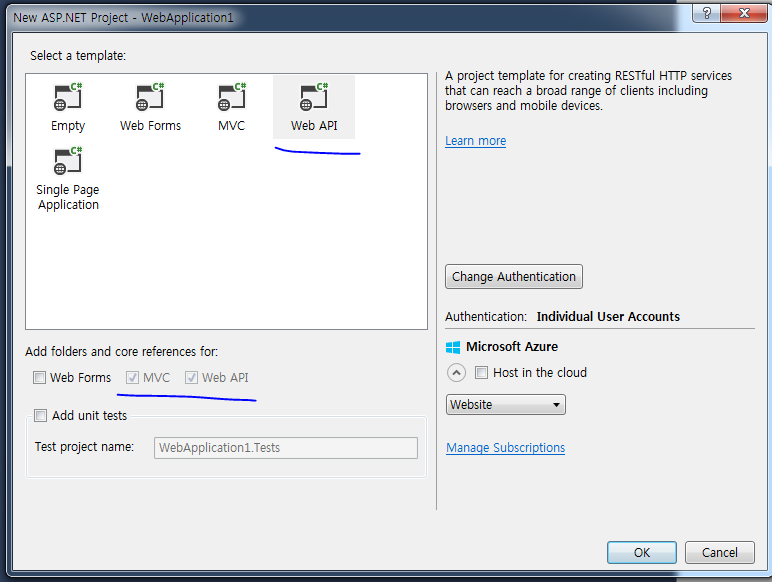 New ASP.NET Project - WebApplication1
?
Select a template:
C#
C#
C#
C#
Empty
Web Forms
MVC
Web API
C#
Single Page
Application
A project template for creating RESTful HTTP services
that can reach a broad range of clients including
browsers and mobile devices.
Learn more
Change Authentication
Authentication: Individual User Accounts
Microsoft Azure
Host in the cloud
Website
Manage Subscriptions
Add folders and core references for:
Web Forms
MVC
Web API
Add unit tests
Test project name:
WebApplication1.Tests
OK
Cancel